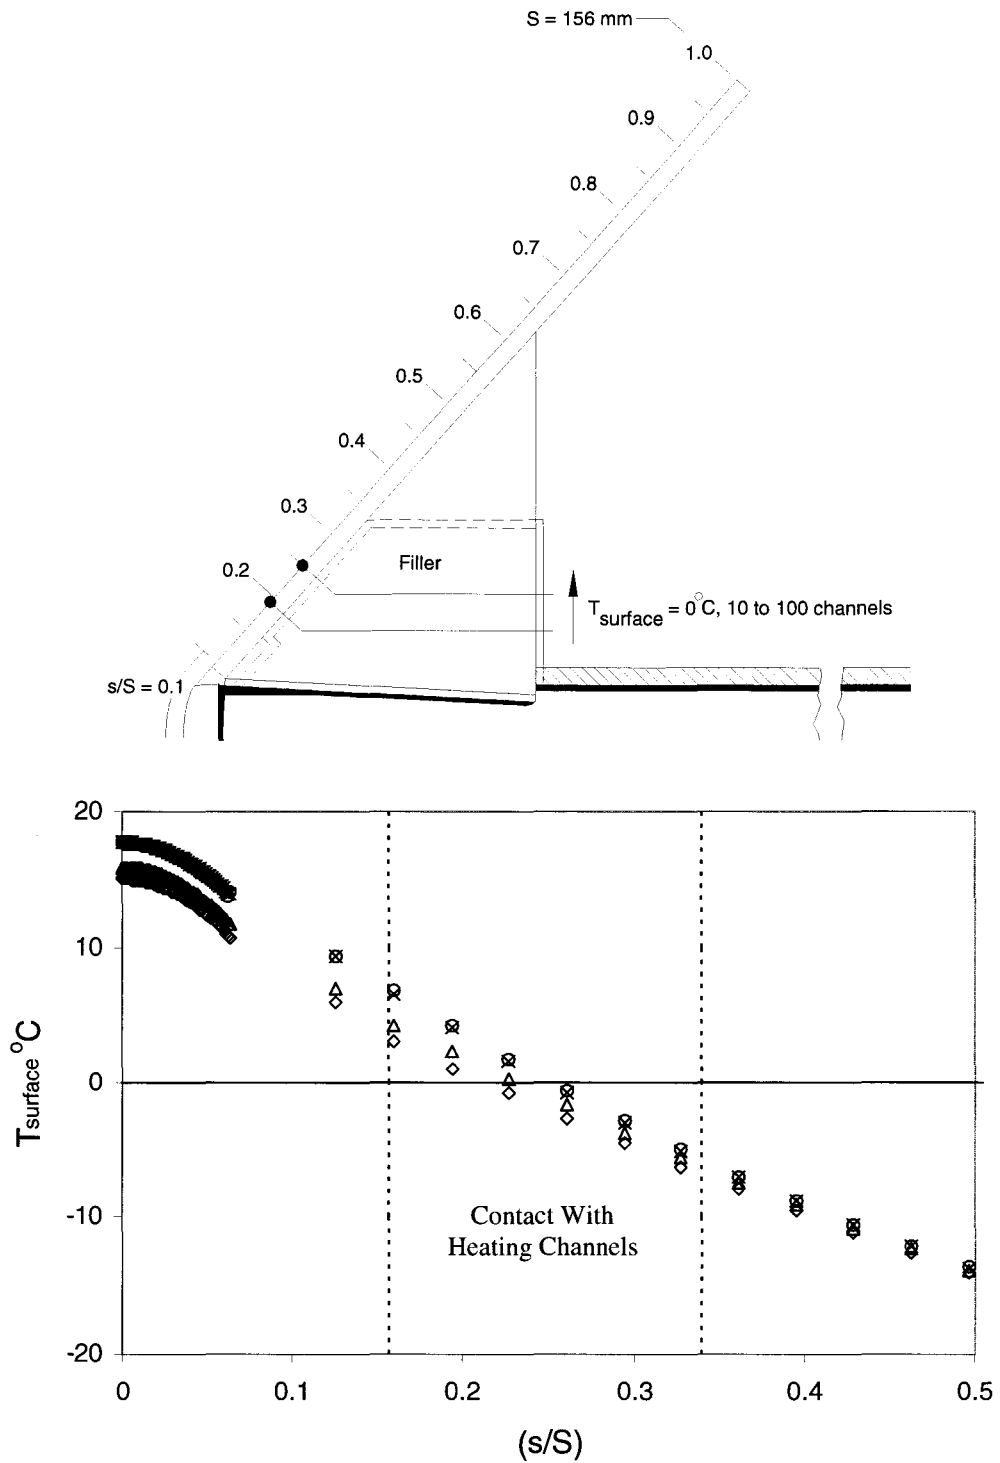 S = 156 mm
1.0
0.9
0.8
0.7
0.6
0.5
0.4
0.3
0.2
s/S = 0.1
Filler
Tsurface = 0°C, 10 to 100 channels
20
10
0
-10
-20
Tsurface °C
Contact With
Heating Channels
0 0.1 0.2 0.3 0.4 0.5
(s/S)